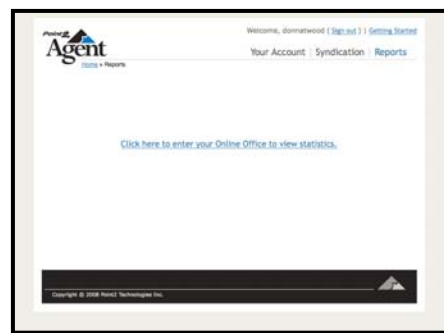 Point2
Agent
Welcome, donnatwood ( Sign out ) | Getting Started
Your Account | Syndication | Reports
Home » Reports
Click here to enter your Online Office to view statistics.
Copyright © 2008 Point2 Technologies Inc.